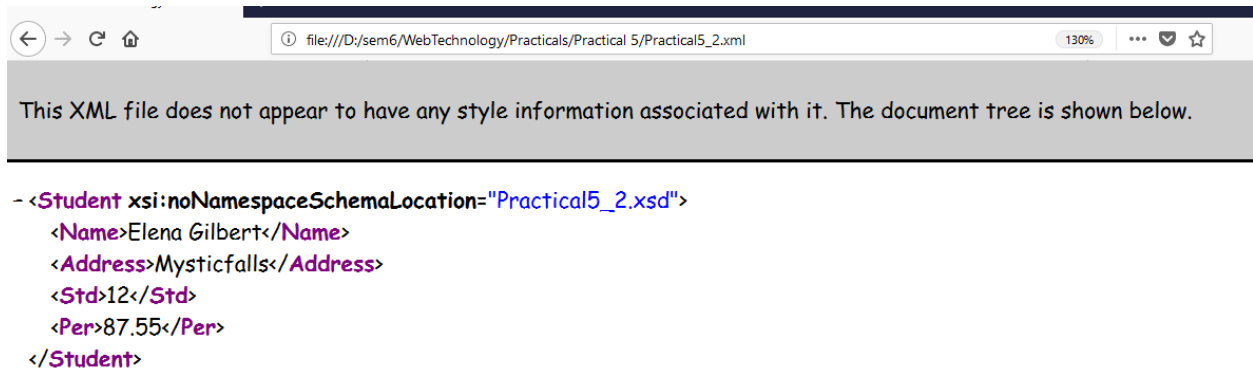 file:///D:/sem6/WebTechnology/Practicals/Practical 5/Practical5_2.xml 130%
This XML file does not appear to have any style information associated with it. The document tree is shown below.
- <Student xsi:noNamespaceSchemaLocation="Practical5_2.xsd">
<Name>Elena Gilbert</Name>
<Address>Mysticfalls</Address>
<Std>12</Std>
<Per>87.55</Per>
</Student>